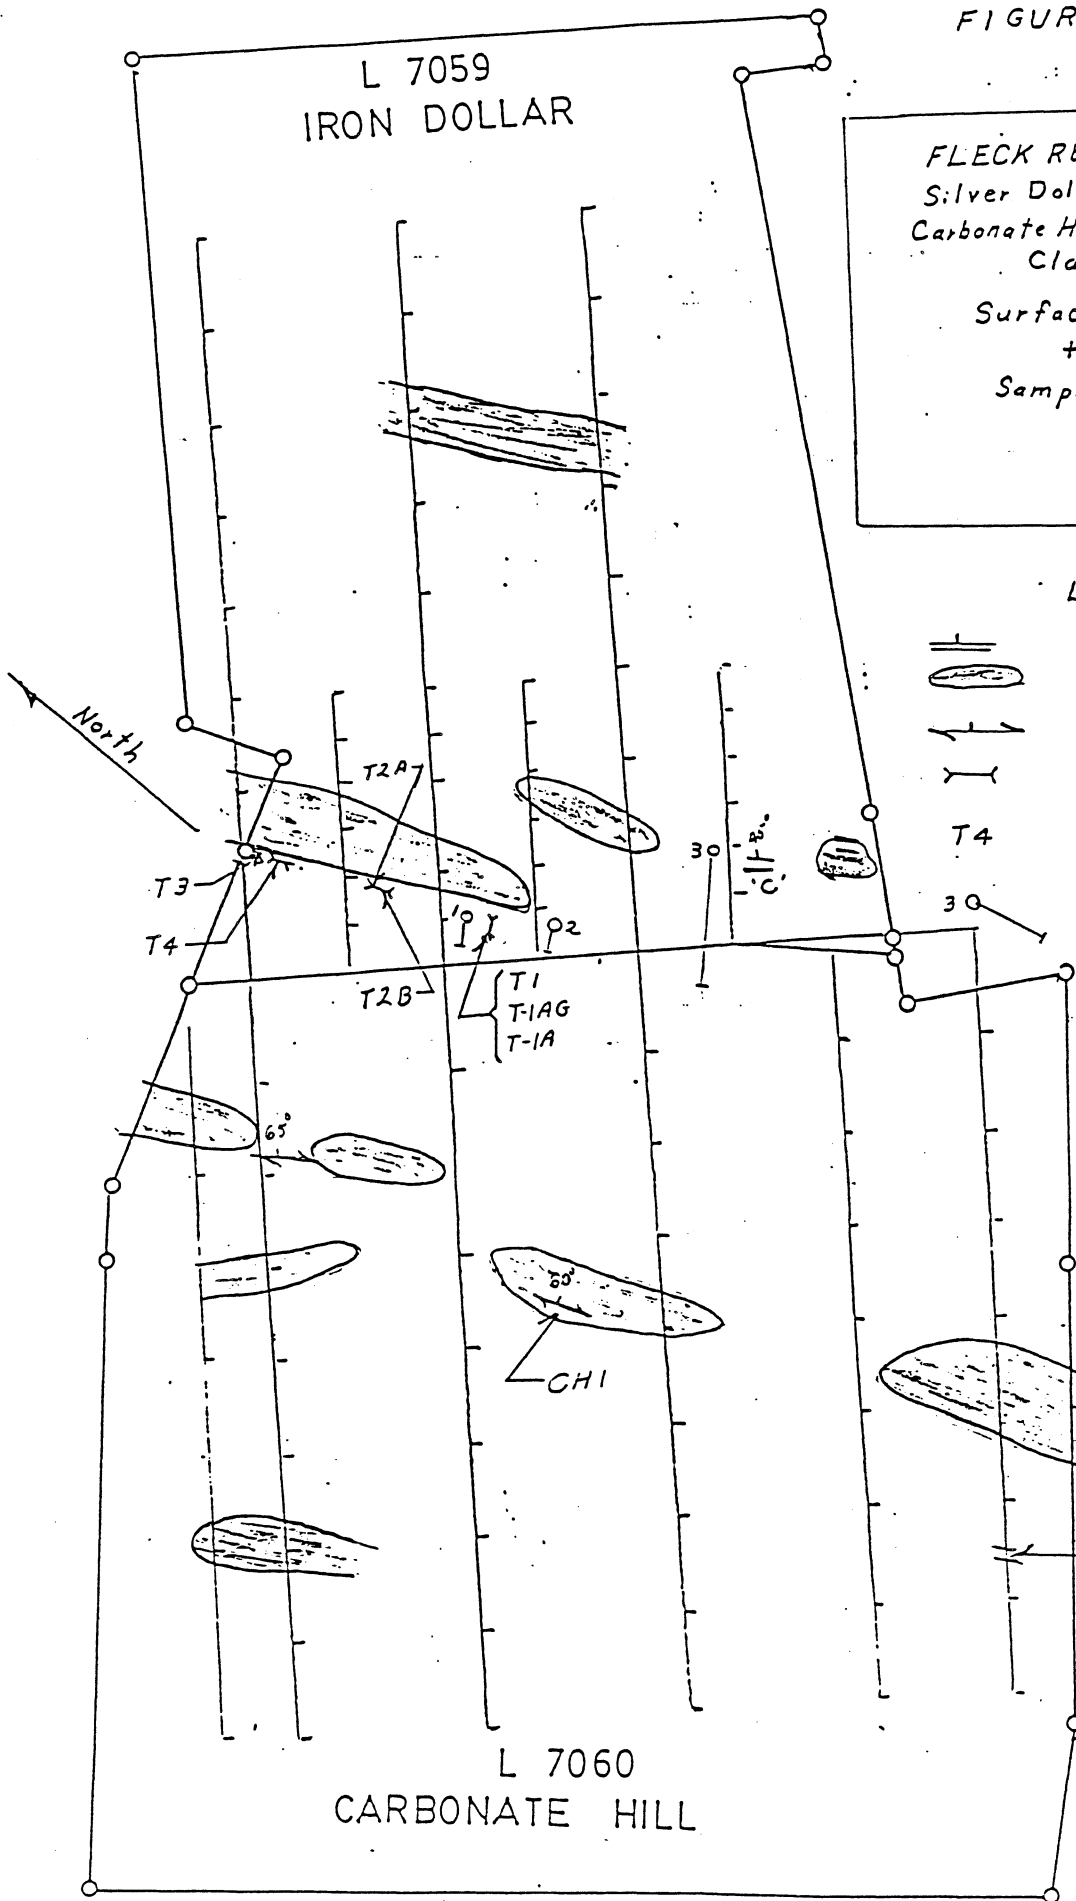 FIGUR
L 7059
IRON DOLLAR
FLECK RE
Silver Dol
Carbonate H
Cla
Surfac
+
Samp
L
North
T2A
T3
T4
T4
3
3
'C'
1
2
T2B
T1
T-1AG
T-1A
65°
CH1
L 7060
CARBONATE HILL